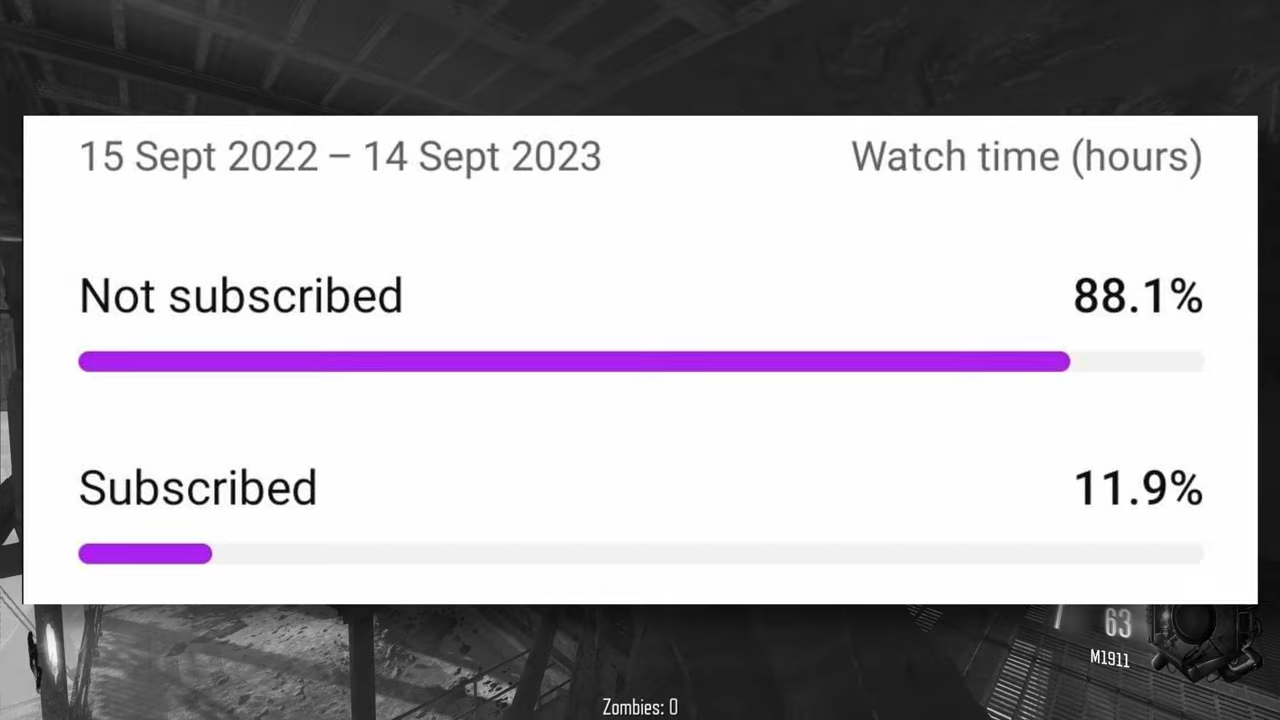 15 Sept 2022 – 14 Sept 2023 Watch time (hours)
Not subscribed 88.1%
Subscribed 11.9%
63
M1911
Zombies: 0